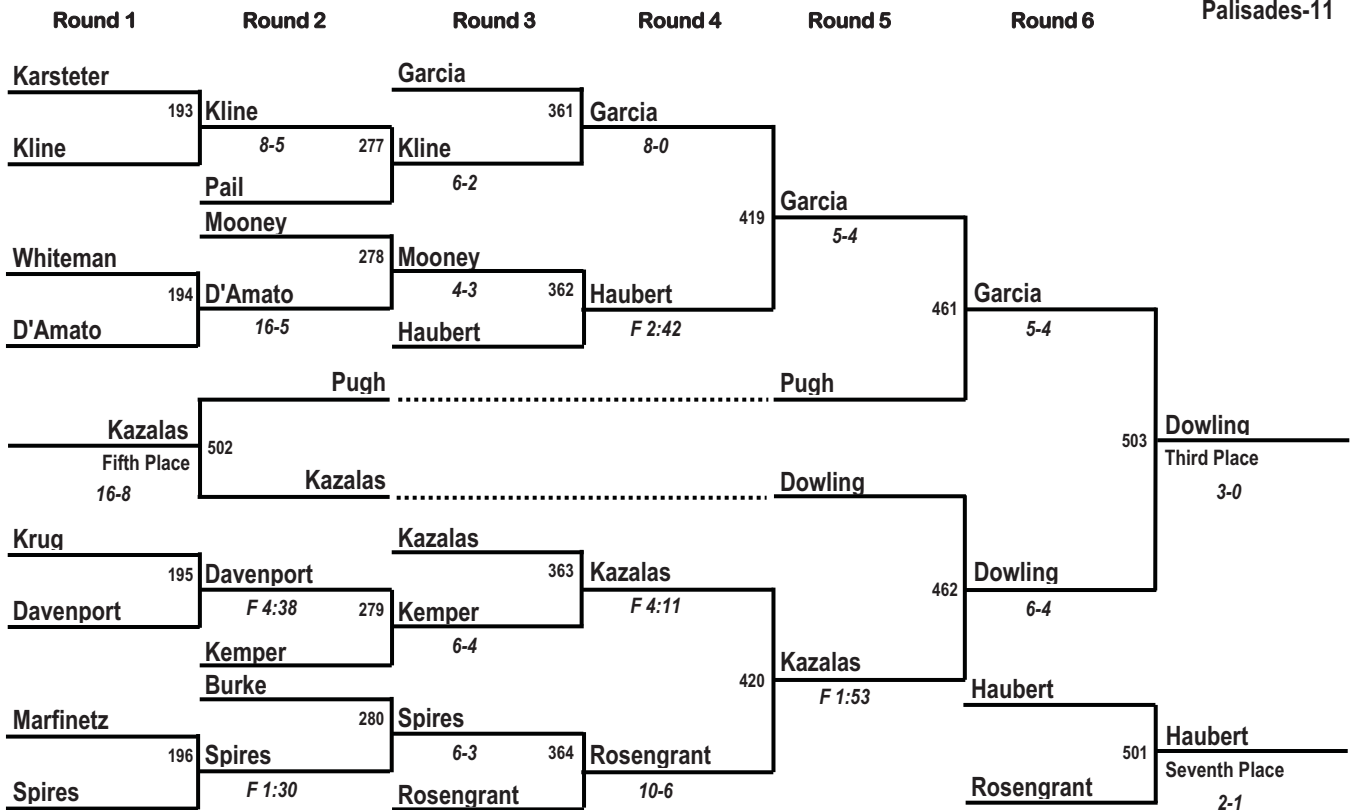 Palisades-11
Round 1 Round 2 Round 3 Round 4 Round 5 Round 6
Garcia
Karsteter
193 Kline 361 Garcia
8-5 277 Kline 8-0
Kline
6-2
Pail
Garcia
Mooney 419
5-4
Whiteman 278 Mooney
194 D'Amato 4-3 362 Haubert 461 Garcia
16-5 F 2:42 5-4
D'Amato Haubert
Pugh Pugh
Kazalas 502 503 Dowling
Fifth Place Third Place
16-8 Kazalas Dowling 3-0
Krug Kazalas
195 Davenport 363 Kazalas 462 Dowling
Davenport F 4:38 279 Kemper F 4:11 6-4
6-4
Kemper
Kazalas
Burke 420 F 1:53 Haubert
Marfinetz 280 Spires
196 Spires 6-3 364 Rosengrant 501 Haubert
Seventh Place
Spires F 1:30 Rosengrant 10-6 Rosengrant 2-1